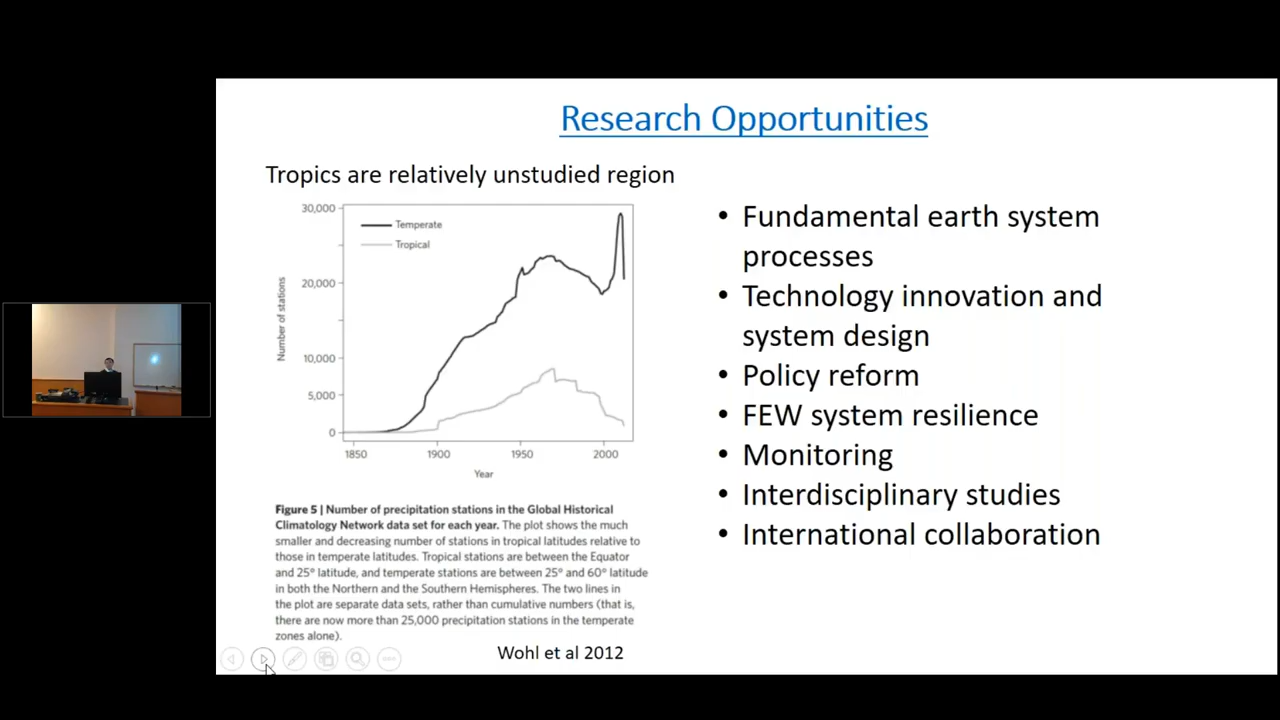 Research Opportunities
Tropics are relatively unstudied region
30,000
20,000
10,000
5,000
0
Number of stations
Temperate
Tropical
1850
1900
1950
2000
Year
Figure 5 | Number of precipitation stations in the Global Historical
Climatology Network data set for each year. The plot shows the much
smaller and decreasing number of stations in tropical latitudes relative to
those in temperate latitudes. Tropical stations are between the Equator
and 25° latitude, and temperate stations are between 25° and 60° latitude
in both the Northern and the Southern Hemispheres. The two lines in
the plot are separate data sets, rather than cumulative numbers (that is,
there are now more than 25,000 precipitation stations in the temperate
zones alone).
Wohl et al 2012
• Fundamental earth system
processes
• Technology innovation and
system design
• Policy reform
• FEW system resilience
• Monitoring
• Interdisciplinary studies
• International collaboration